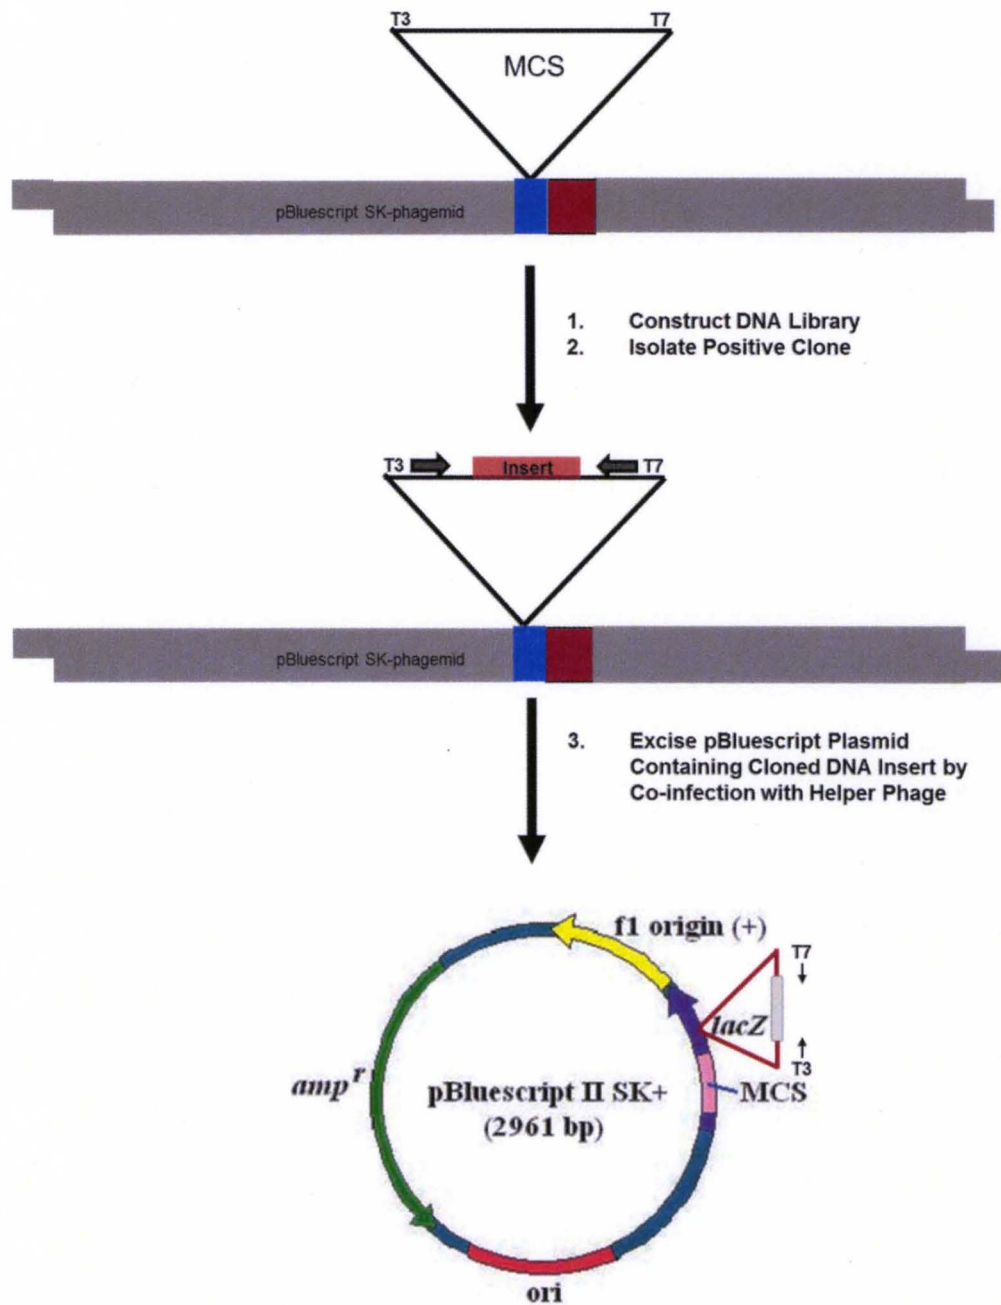 T3 T7
MCS
pBluescript SK-phagemid
1. Construct DNA Library
2. Isolate Positive Clone
T3 Insert T7
pBluescript SK-phagemid
3. Excise pBluescript Plasmid
Containing Cloned DNA Insert by
Co-infection with Helper Phage
f1 origin (+)
T7
lacZ
T3
amp r
pBluescript II SK+
(2961 bp)
MCS
ori